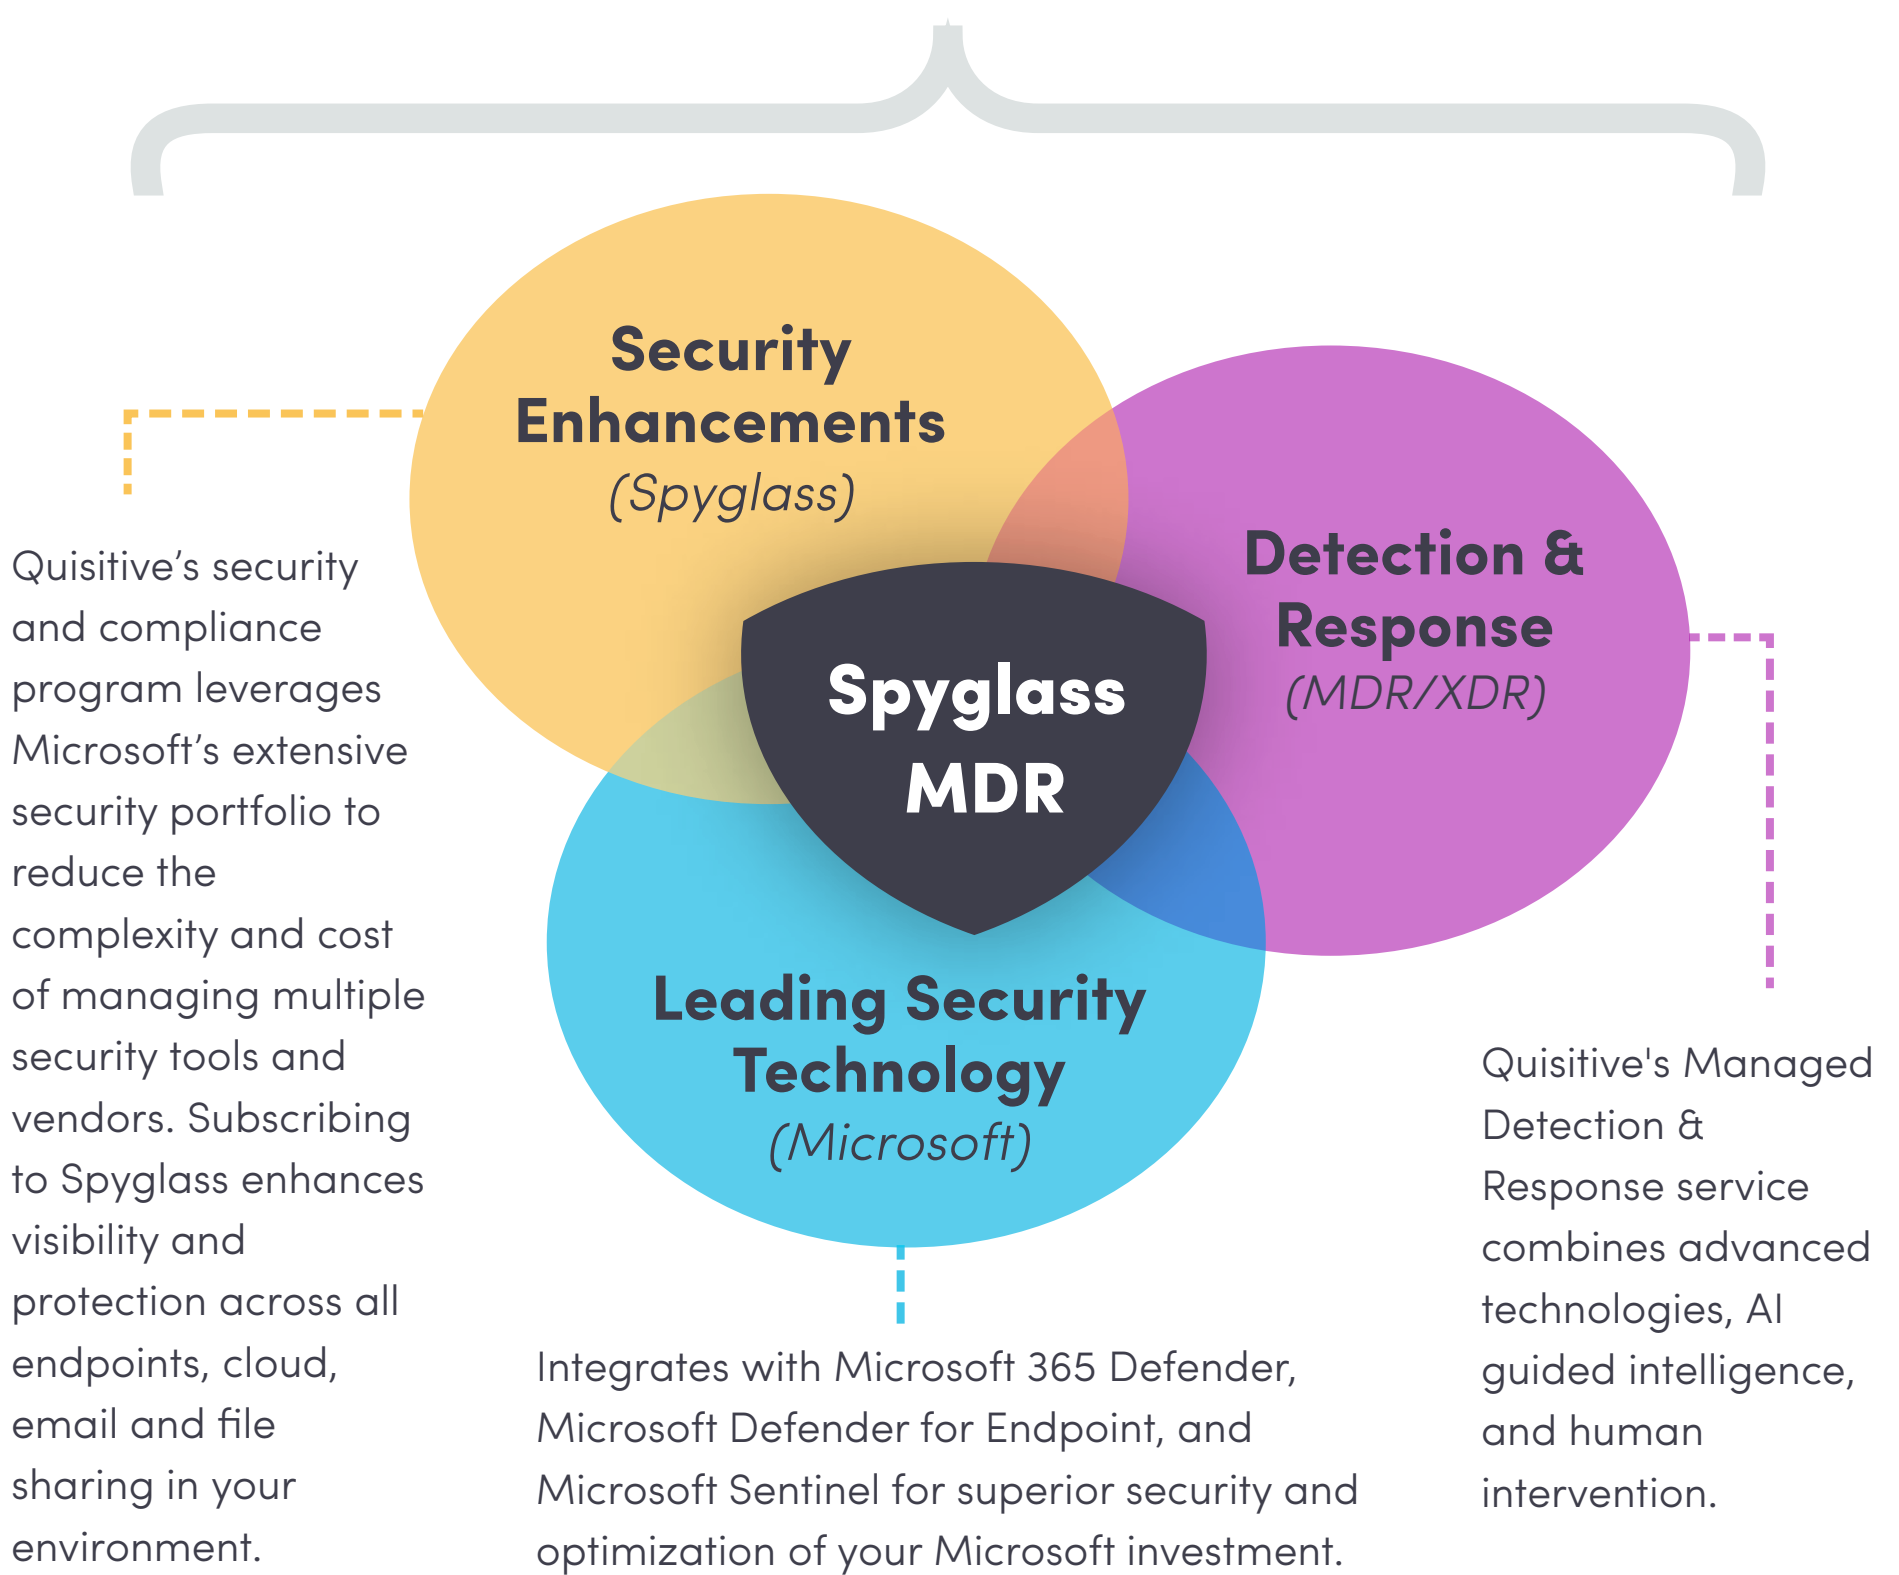 Security
Enhancements
(Spyglass)
Detection &
Response
(MDR/XDR)
Spyglass
MDR
Leading Security
Technology
(Microsoft)
Quisitive’s security
and compliance
program leverages
Microsoft’s extensive
security portfolio to
reduce the
complexity and cost
of managing multiple
security tools and
vendors. Subscribing
to Spyglass enhances
visibility and
protection across all
endpoints, cloud,
email and file
sharing in your
environment.
Integrates with Microsoft 365 Defender,
Microsoft Defender for Endpoint, and
Microsoft Sentinel for superior security and
optimization of your Microsoft investment.
Quisitive's Managed
Detection &
Response service
combines advanced
technologies, AI
guided intelligence,
and human
intervention.